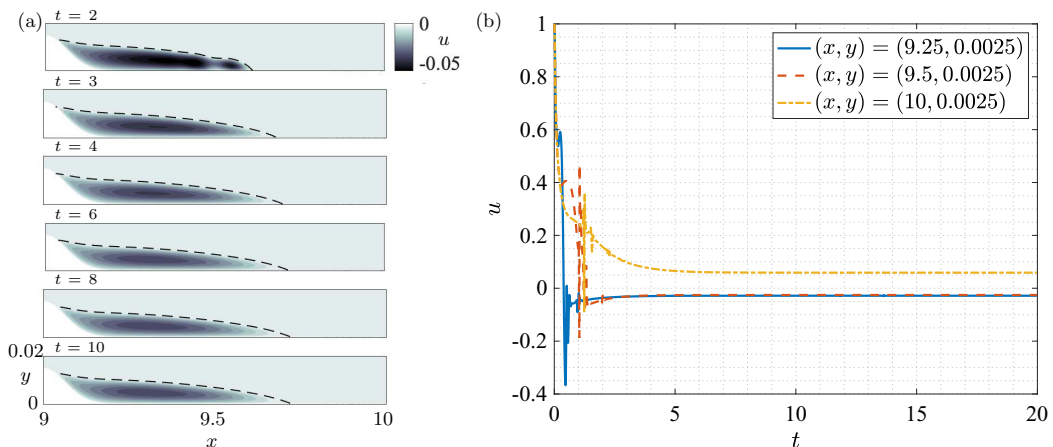 (a)
t = 2
0
u
-0.05
t = 3
t = 4
t = 6
t = 8
t = 10
0.02
y
0
9
9.5
10
x
(b)
1
0.8
0.6
0.4
0.2
0
-0.2
-0.4
u
(x, y) = (9.25, 0.0025)
(x, y) = (9.5, 0.0025)
(x, y) = (10, 0.0025)
0
5
10
15
20
t